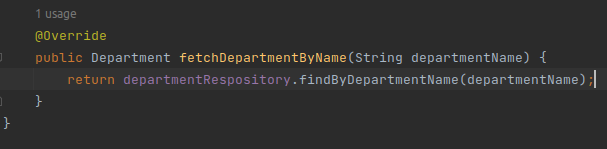 1 usage
@Override
public Department fetchDepartmentByName(String departmentName) {
return departmentRespository.findByDepartmentName(departmentName);
}
}